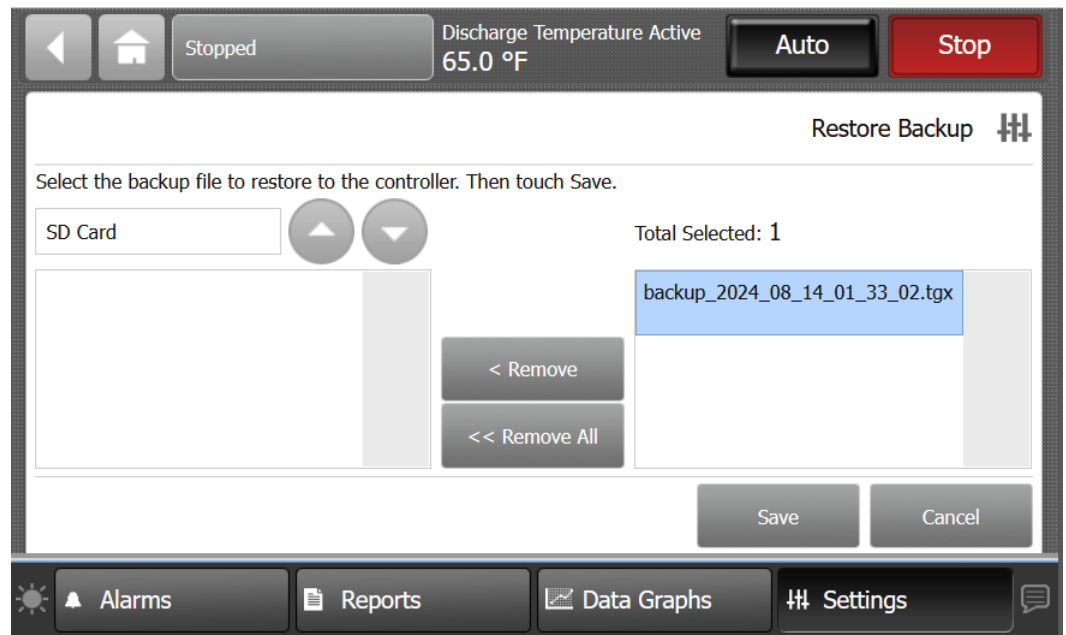 Stopped
Discharge Temperature Active
65.0 °F
Auto
Stop
Restore Backup
Select the backup file to restore to the controller. Then touch Save.
SD Card
Total Selected: 1
backup_2024_08_14_01_33_02.tgx
< Remove
<< Remove All
Save
Cancel
Alarms
Reports
Data Graphs
Settings